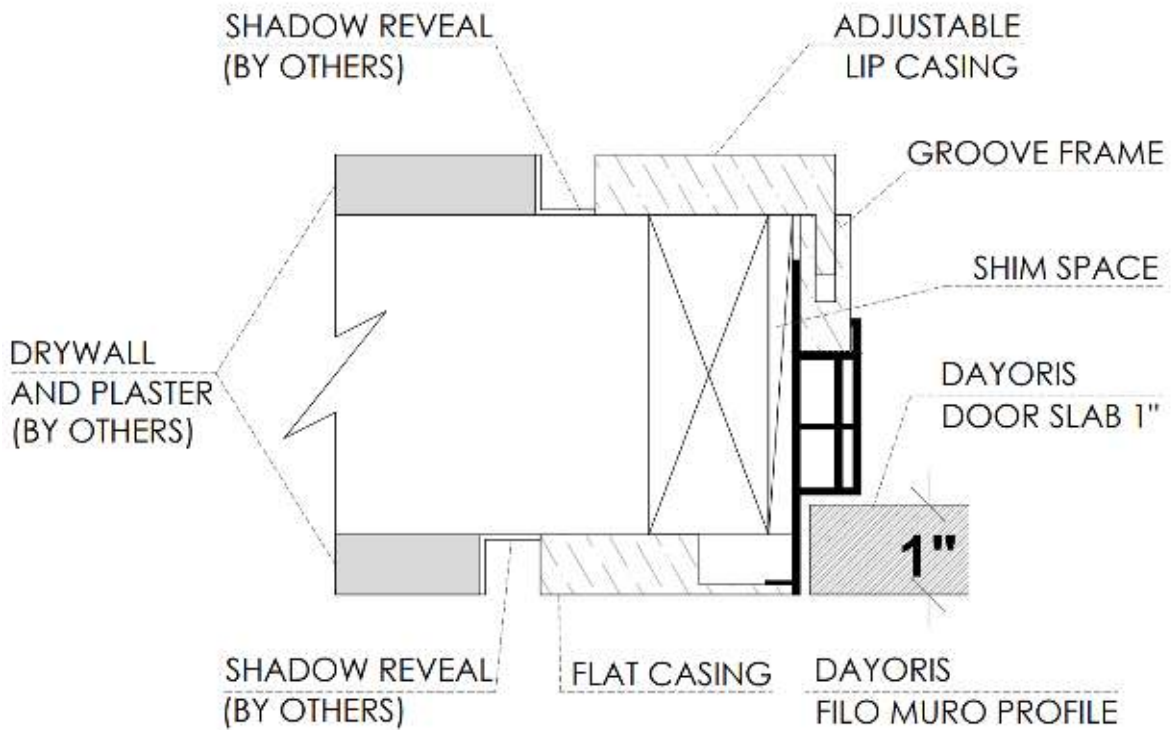 SHADOW REVEAL
(BY OTHERS)
ADJUSTABLE
LIP CASING
GROOVE FRAME
SHIM SPACE
DRYWALL
AND PLASTER
(BY OTHERS)
DAYORIS
DOOR SLAB 1"
1"
SHADOW REVEAL
(BY OTHERS)
FLAT CASING
DAYORIS
FILO MURO PROFILE